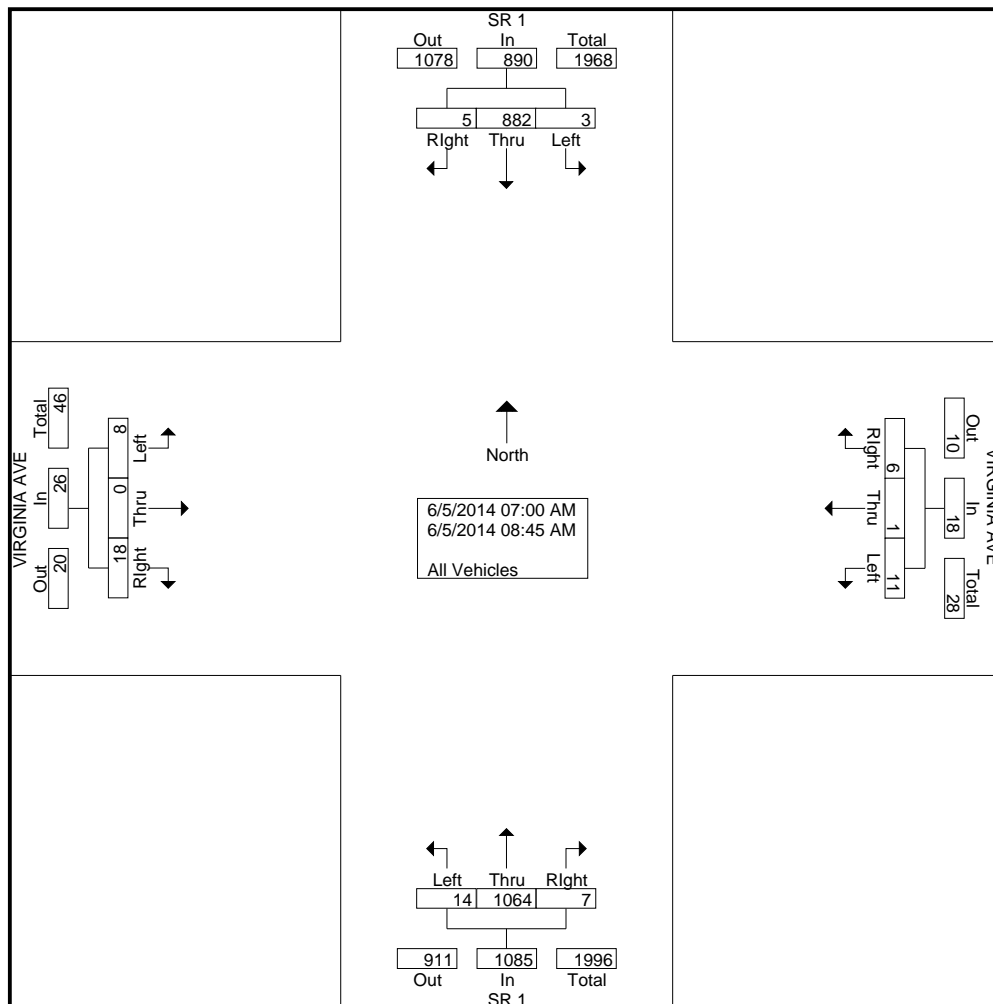 SR 1
Out In Total
1078 890 1968
5 882 3
RIght Thru Left
VIRGINIA AVE
Total In Out
46 26 20
8 0 18
Left Thru RIght
North
6/5/2014 07:00 AM
6/5/2014 08:45 AM
All Vehicles
RIght Thru Left
6 1 11
10 18 28
Out In Total
VIRGINIA AVE
Left Thru RIght
14 1064 7
911 1085 1996
Out In Total
SR 1